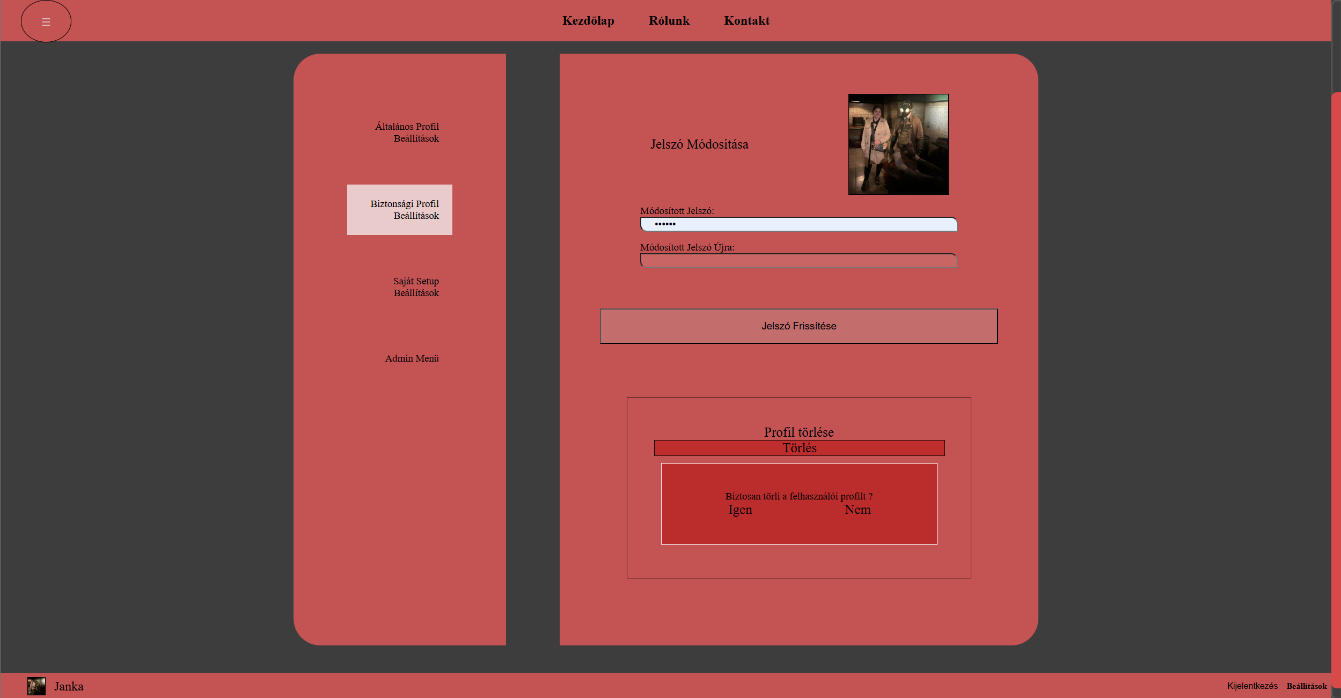 ☰
Kezdőlap Rólunk Kontakt
Általános Profil
Beállítások
Biztonsági Profil
Beállítások
Saját Setup
Beállítások
Admin Menü
Jelszó Módosítása
Módosított Jelszó:
••••••
Módosított Jelszó Újra:
Jelszó Frissítése
Profil törlése
Törlés
Biztosan törli a felhasználói profilt ?
Igen Nem
Janka
Kijelentkezés Beállítások